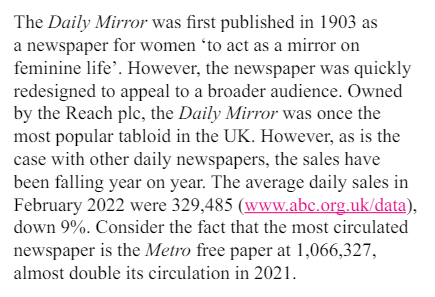 The Daily Mirror was first published in 1903 as
a newspaper for women ‘to act as a mirror on
feminine life’. However, the newspaper was quickly
redesigned to appeal to a broader audience. Owned
by the Reach plc, the Daily Mirror was once the
most popular tabloid in the UK. However, as is the
case with other daily newspapers, the sales have
been falling year on year. The average daily sales in
February 2022 were 329,485 (www.abc.org.uk/data),
down 9%. Consider the fact that the most circulated
newspaper is the Metro free paper at 1,066,327,
almost double its circulation in 2021.